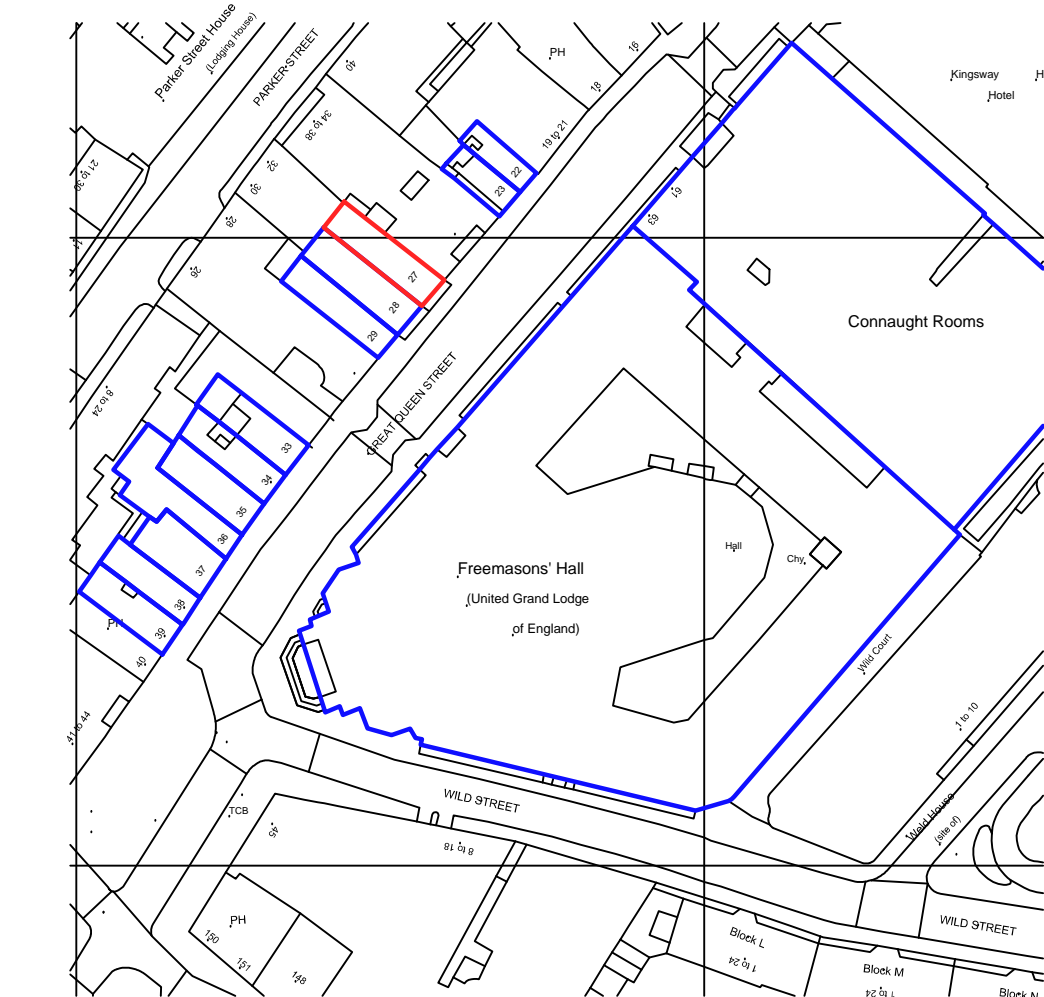 Parker Street House
(Lodging House)
PARKER STREET
40
PH
16
18
Kingsway
Hotel
H
34 to 38
19 to 21
21 to 30
32
30
22
23
61
63
28
11
26
27
28
29
Connaught Rooms
GREAT QUEEN STREET
8 to 24
33
34
35
36
37
38
39
40
PH
Hall
Chy
Freemasons' Hall
(United Grand Lodge
of England)
Wild Court
41 to 44
1 to 10
WILD STREET
TCB
45
8 to 18
Weld House
(site of)
PH
150
151
148
WILD STREET
Block L
1 to 24
Block M
1 to 24
Block N